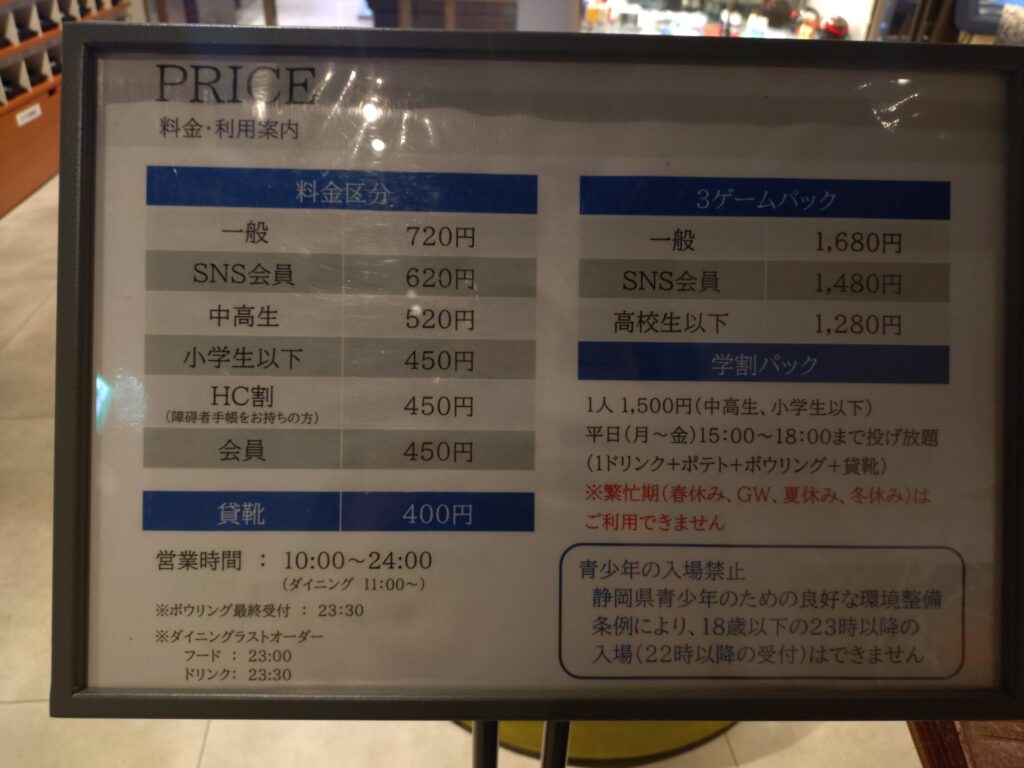 PRICE
料金・利用案内
料金区分
一般 720円
SNS会員 620円
中高生 520円
小学生以下 450円
HC割
(障碍者手帳をお持ちの方) 450円
会員 450円
貸靴 400円
営業時間 : 10:00～24:00
(ダイニング 11:00～)
※ボウリング最終受付 : 23:30
※ダイニングラストオーダー
フード : 23:00
ドリンク: 23:30
3ゲームパック
一般 1,680円
SNS会員 1,480円
高校生以下 1,280円
学割パック
1人 1,500円(中高生、小学生以下)
平日(月～金)15:00～18:00まで投げ放題
(1ドリンク+ポテト+ボウリング+貸靴)
※繁忙期(春休み、GW、夏休み、冬休み)は
ご利用できません
青少年の入場禁止
静岡県青少年のための良好な環境整備
条例により、18歳以下の23時以降の
入場(22時以降の受付)はできません